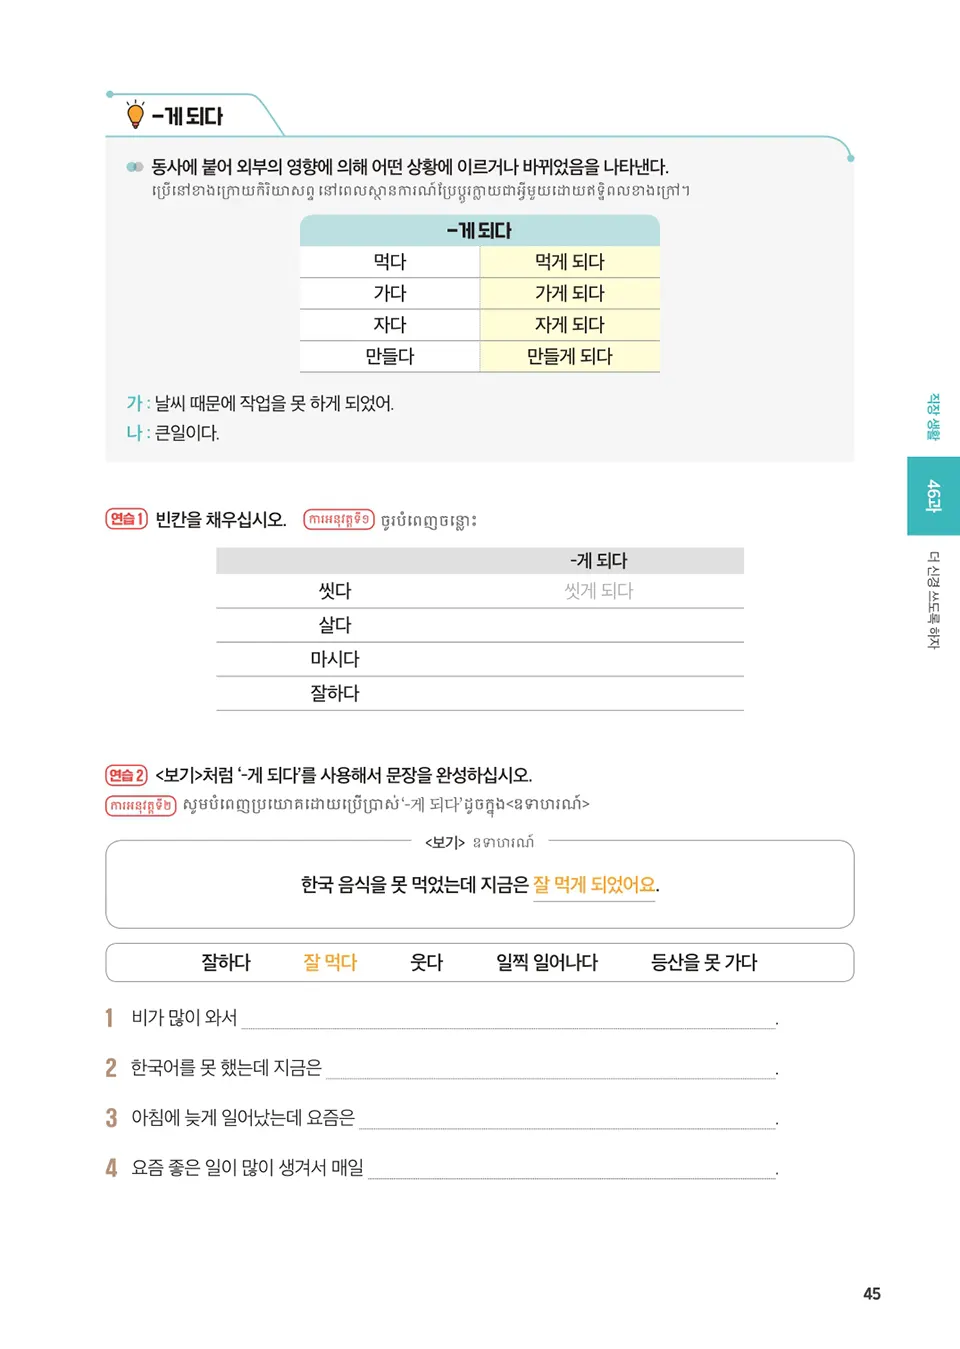 -게 되다
동사에 붙어 외부의 영향에 의해 어떤 상황에 이르거나 바뀌었음을 나타낸다.
ប្រើនៅខាងក្រោយកិរិយាសព្ទ នៅពេលស្ថានការណ៍ប្រែប្រួលក្លាយជាអ្វីមួយដោយឥទ្ធិពលខាងក្រៅ។
-게 되다
먹다 먹게 되다
가다 가게 되다
자다 자게 되다
만들다 만들게 되다
가 : 날씨 때문에 작업을 못 하게 되었어.
나 : 큰일이다.
연습 1 빈칸을 채우십시오. ការអនុវត្តទី១ ចូរបំពេញចន្លោះ
-게 되다
씻다 씻게 되다
살다
마시다
잘하다
연습 2 <보기>처럼 ‘-게 되다’를 사용해서 문장을 완성하십시오.
ការអនុវត្តទី២ សូមបំពេញប្រយោគដោយប្រើប្រាស់ ‘-게 되다’ ដូចក្នុង<ឧទាហរណ៍>
<보기> ឧទាហរណ៍
한국 음식을 못 먹었는데 지금은 잘 먹게 되었어요.
잘하다 잘 먹다 웃다 일찍 일어나다 등산을 못 가다
1 비가 많이 와서 .
2 한국어를 못 했는데 지금은 .
3 아침에 늦게 일어났는데 요즘은 .
4 요즘 좋은 일이 많이 생겨서 매일 .
직장 생활
46과
더 신경 쓰도록 하자
45